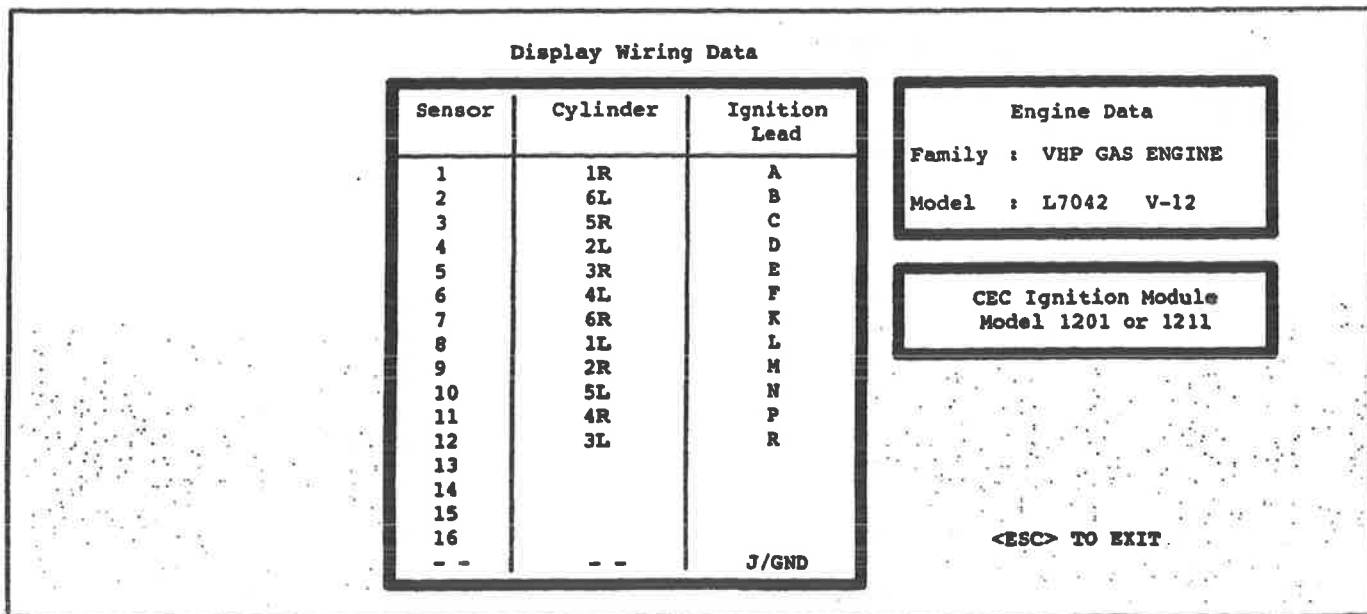 Display Wiring Data
Sensor Cylinder Ignition
Lead
1 1R A
2 6L B
3 5R C
4 2L D
5 3R E
6 4L F
7 6R K
8 1L L
9 2R M
10 5L N
11 4R P
12 3L R
13
14
15
16
-- -- J/GND
Engine Data
Family : VHP GAS ENGINE
Model : L7042 V-12
CEC Ignition Module
Model 1201 or 1211
<ESC> TO EXIT